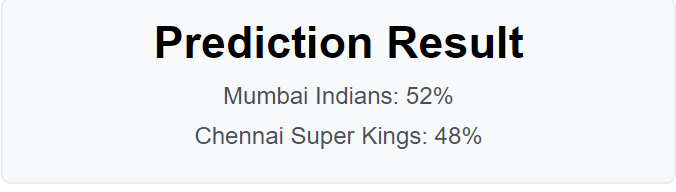 Prediction Result
Mumbai Indians: 52%
Chennai Super Kings: 48%